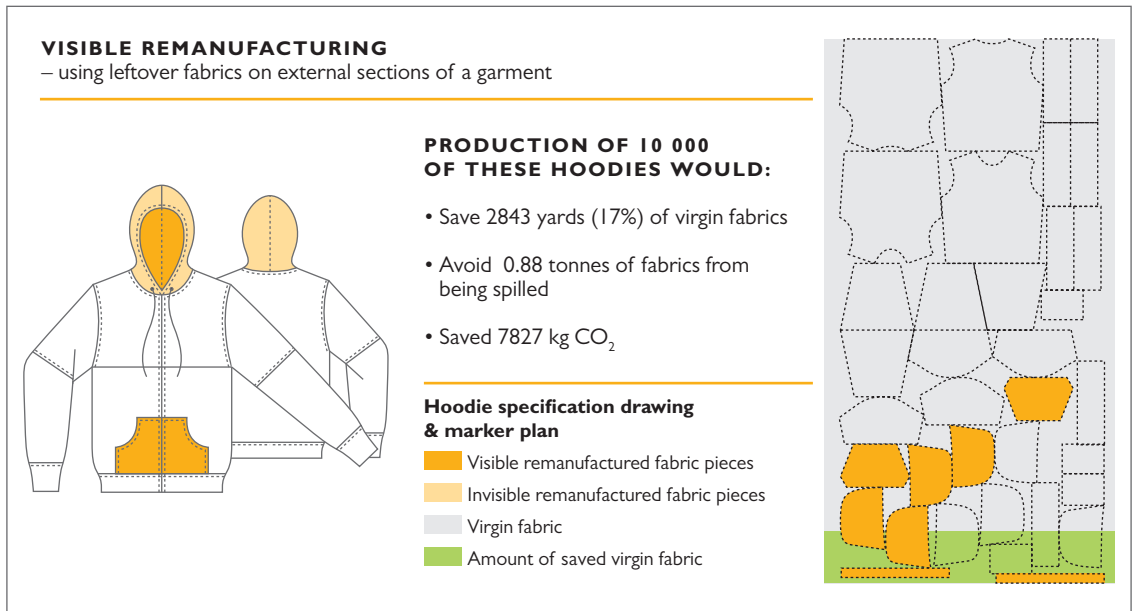 VISIBLE REMANUFACTURING
– using leftover fabrics on external sections of a garment
PRODUCTION OF 10 000
OF THESE HOODIES WOULD:
• Save 2843 yards (17%) of virgin fabrics
• Avoid 0.88 tonnes of fabrics from
being spilled
• Saved 7827 kg CO₂
Hoodie specification drawing
& marker plan
Visible remanufactured fabric pieces
Invisible remanufactured fabric pieces
Virgin fabric
Amount of saved virgin fabric